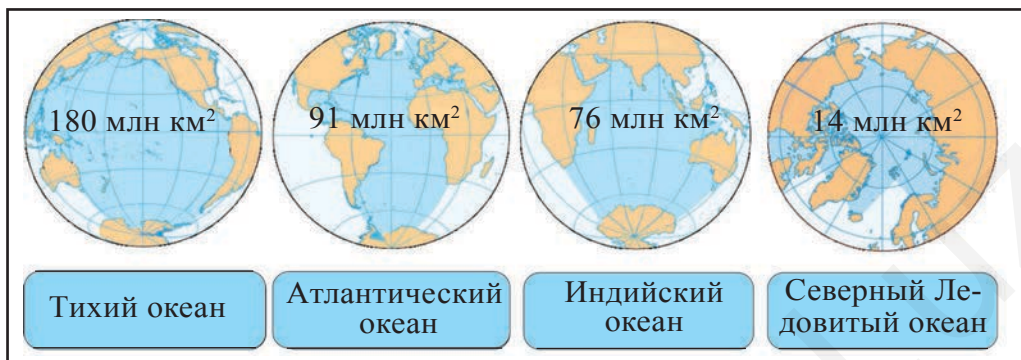 180 млн км²
91 млн км²
76 млн км²
14 млн км²
Тихий океан
Атлантический
океан
Индийский
океан
Северный Ле-
довитый океан